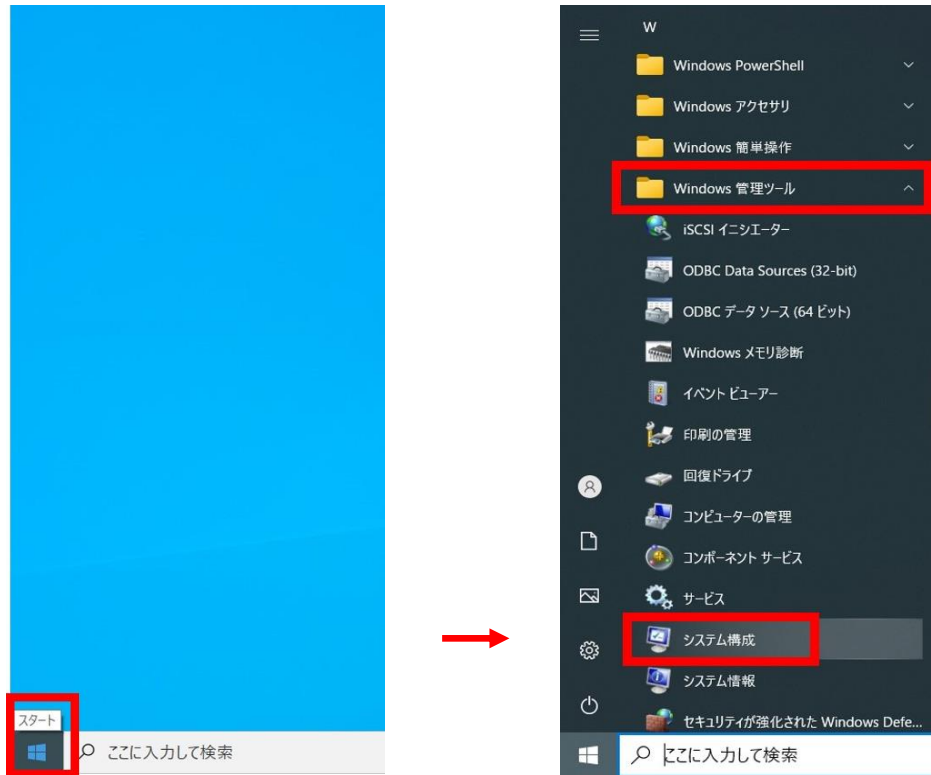 スタート
ここに入力して検索
W
Windows PowerShell
Windows アクセサリ
Windows 簡単操作
Windows 管理ツール
iSCSI イニシエーター
ODBC Data Sources (32-bit)
ODBC データ ソース (64 ビット)
Windows メモリ診断
イベント ビューアー
印刷の管理
回復ドライブ
コンピューターの管理
コンポーネント サービス
サービス
システム構成
システム情報
セキュリティが強化された Windows Defe...
ここに入力して検索